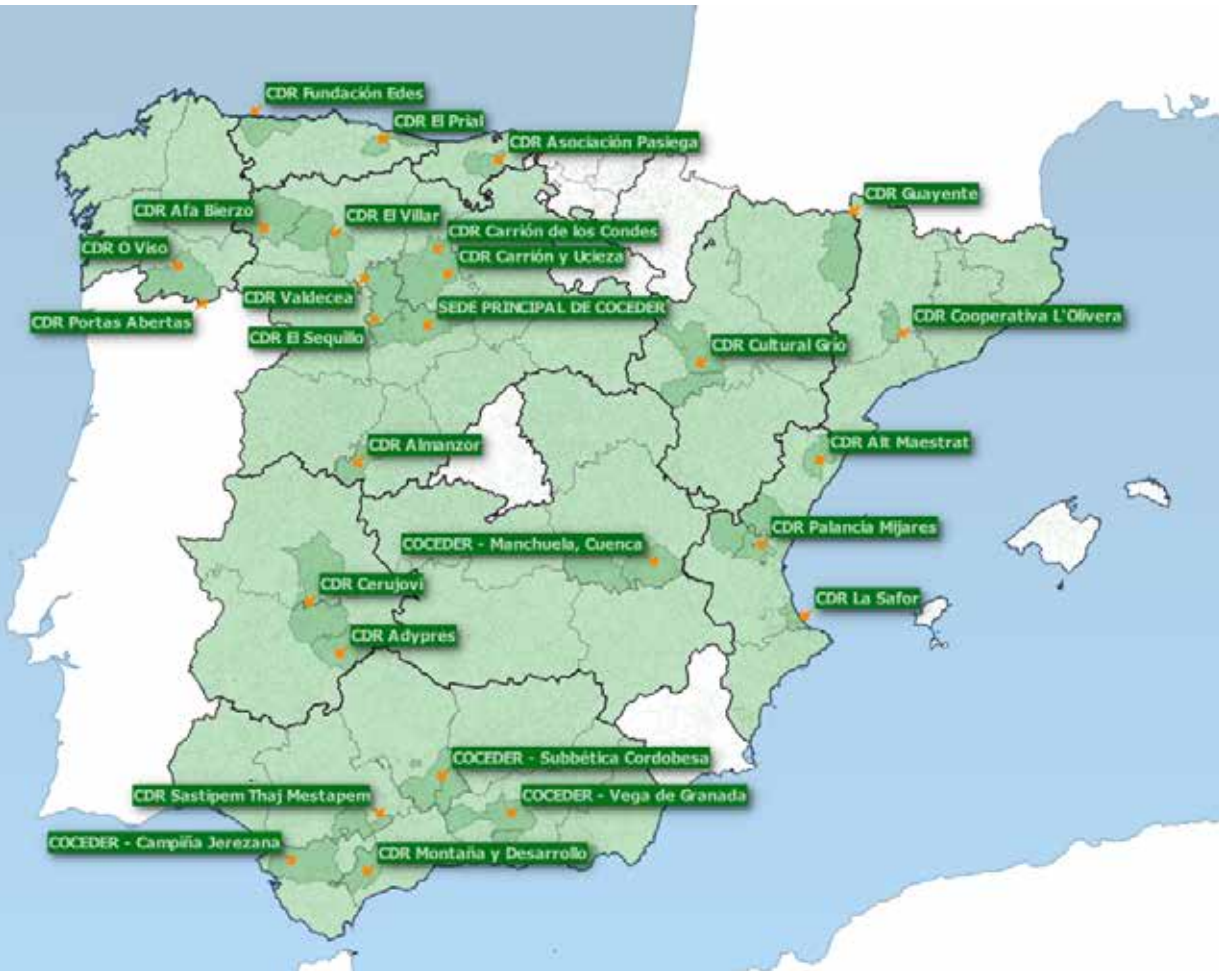 CDR Fundación Edes
CDR El Prial
CDR Asociación Pasiega
CDR Guayente
CDR Afa Bierzo
CDR El Villar
CDR Carrión de los Condes
CDR O Viso
CDR Carrión y Ucieza
CDR Valdecea
SEDE PRINCIPAL DE COCEDER
CDR Portas Abertas
CDR El Sequillo
CDR Cooperativa L'Olivera
CDR Cultural Grío
CDR Almanzor
CDR Alt Maestrat
CDR Palancia Mijares
COCEDER - Manchuela, Cuenca
CDR Cerujovi
CDR La Safor
CDR Adypres
COCEDER - Subbética Cordobesa
CDR Sastipem Thaj Mestapem
COCEDER - Vega de Granada
COCEDER - Campiña Jerezana
CDR Montaña y Desarrollo